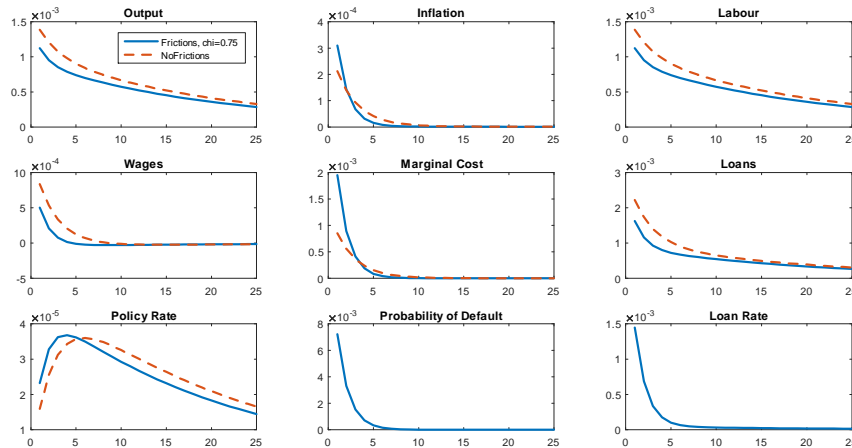 Output
×10-3
1.5
1
0.5
0
0 5 10 15 20 25
Frictions, chi=0.75
NoFrictions
Inflation
×10-4
4
3
2
1
0
0 5 10 15 20 25
Labour
×10-3
1.5
1
0.5
0
0 5 10 15 20 25
Wages
×10-4
10
5
0
-5
0 5 10 15 20 25
Marginal Cost
×10-3
2
1.5
1
0.5
0
0 5 10 15 20 25
Loans
×10-3
3
2
1
0
0 5 10 15 20 25
Policy Rate
×10-5
4
3
2
1
0 5 10 15 20 25
Probability of Default
×10-3
8
6
4
2
0
0 5 10 15 20 25
Loan Rate
×10-3
1.5
1
0.5
0
0 5 10 15 20 25